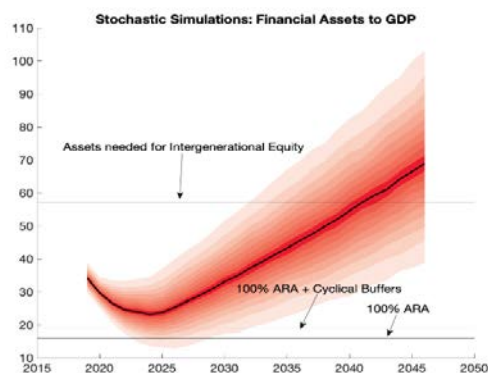 Stochastic Simulations: Financial Assets to GDP
110
100
90
80
70
Assets needed for Intergenerational Equity
60
50
40
30
100% ARA + Cyclical Buffers
100% ARA
20
10
2015 2020 2025 2030 2035 2040 2045 2050